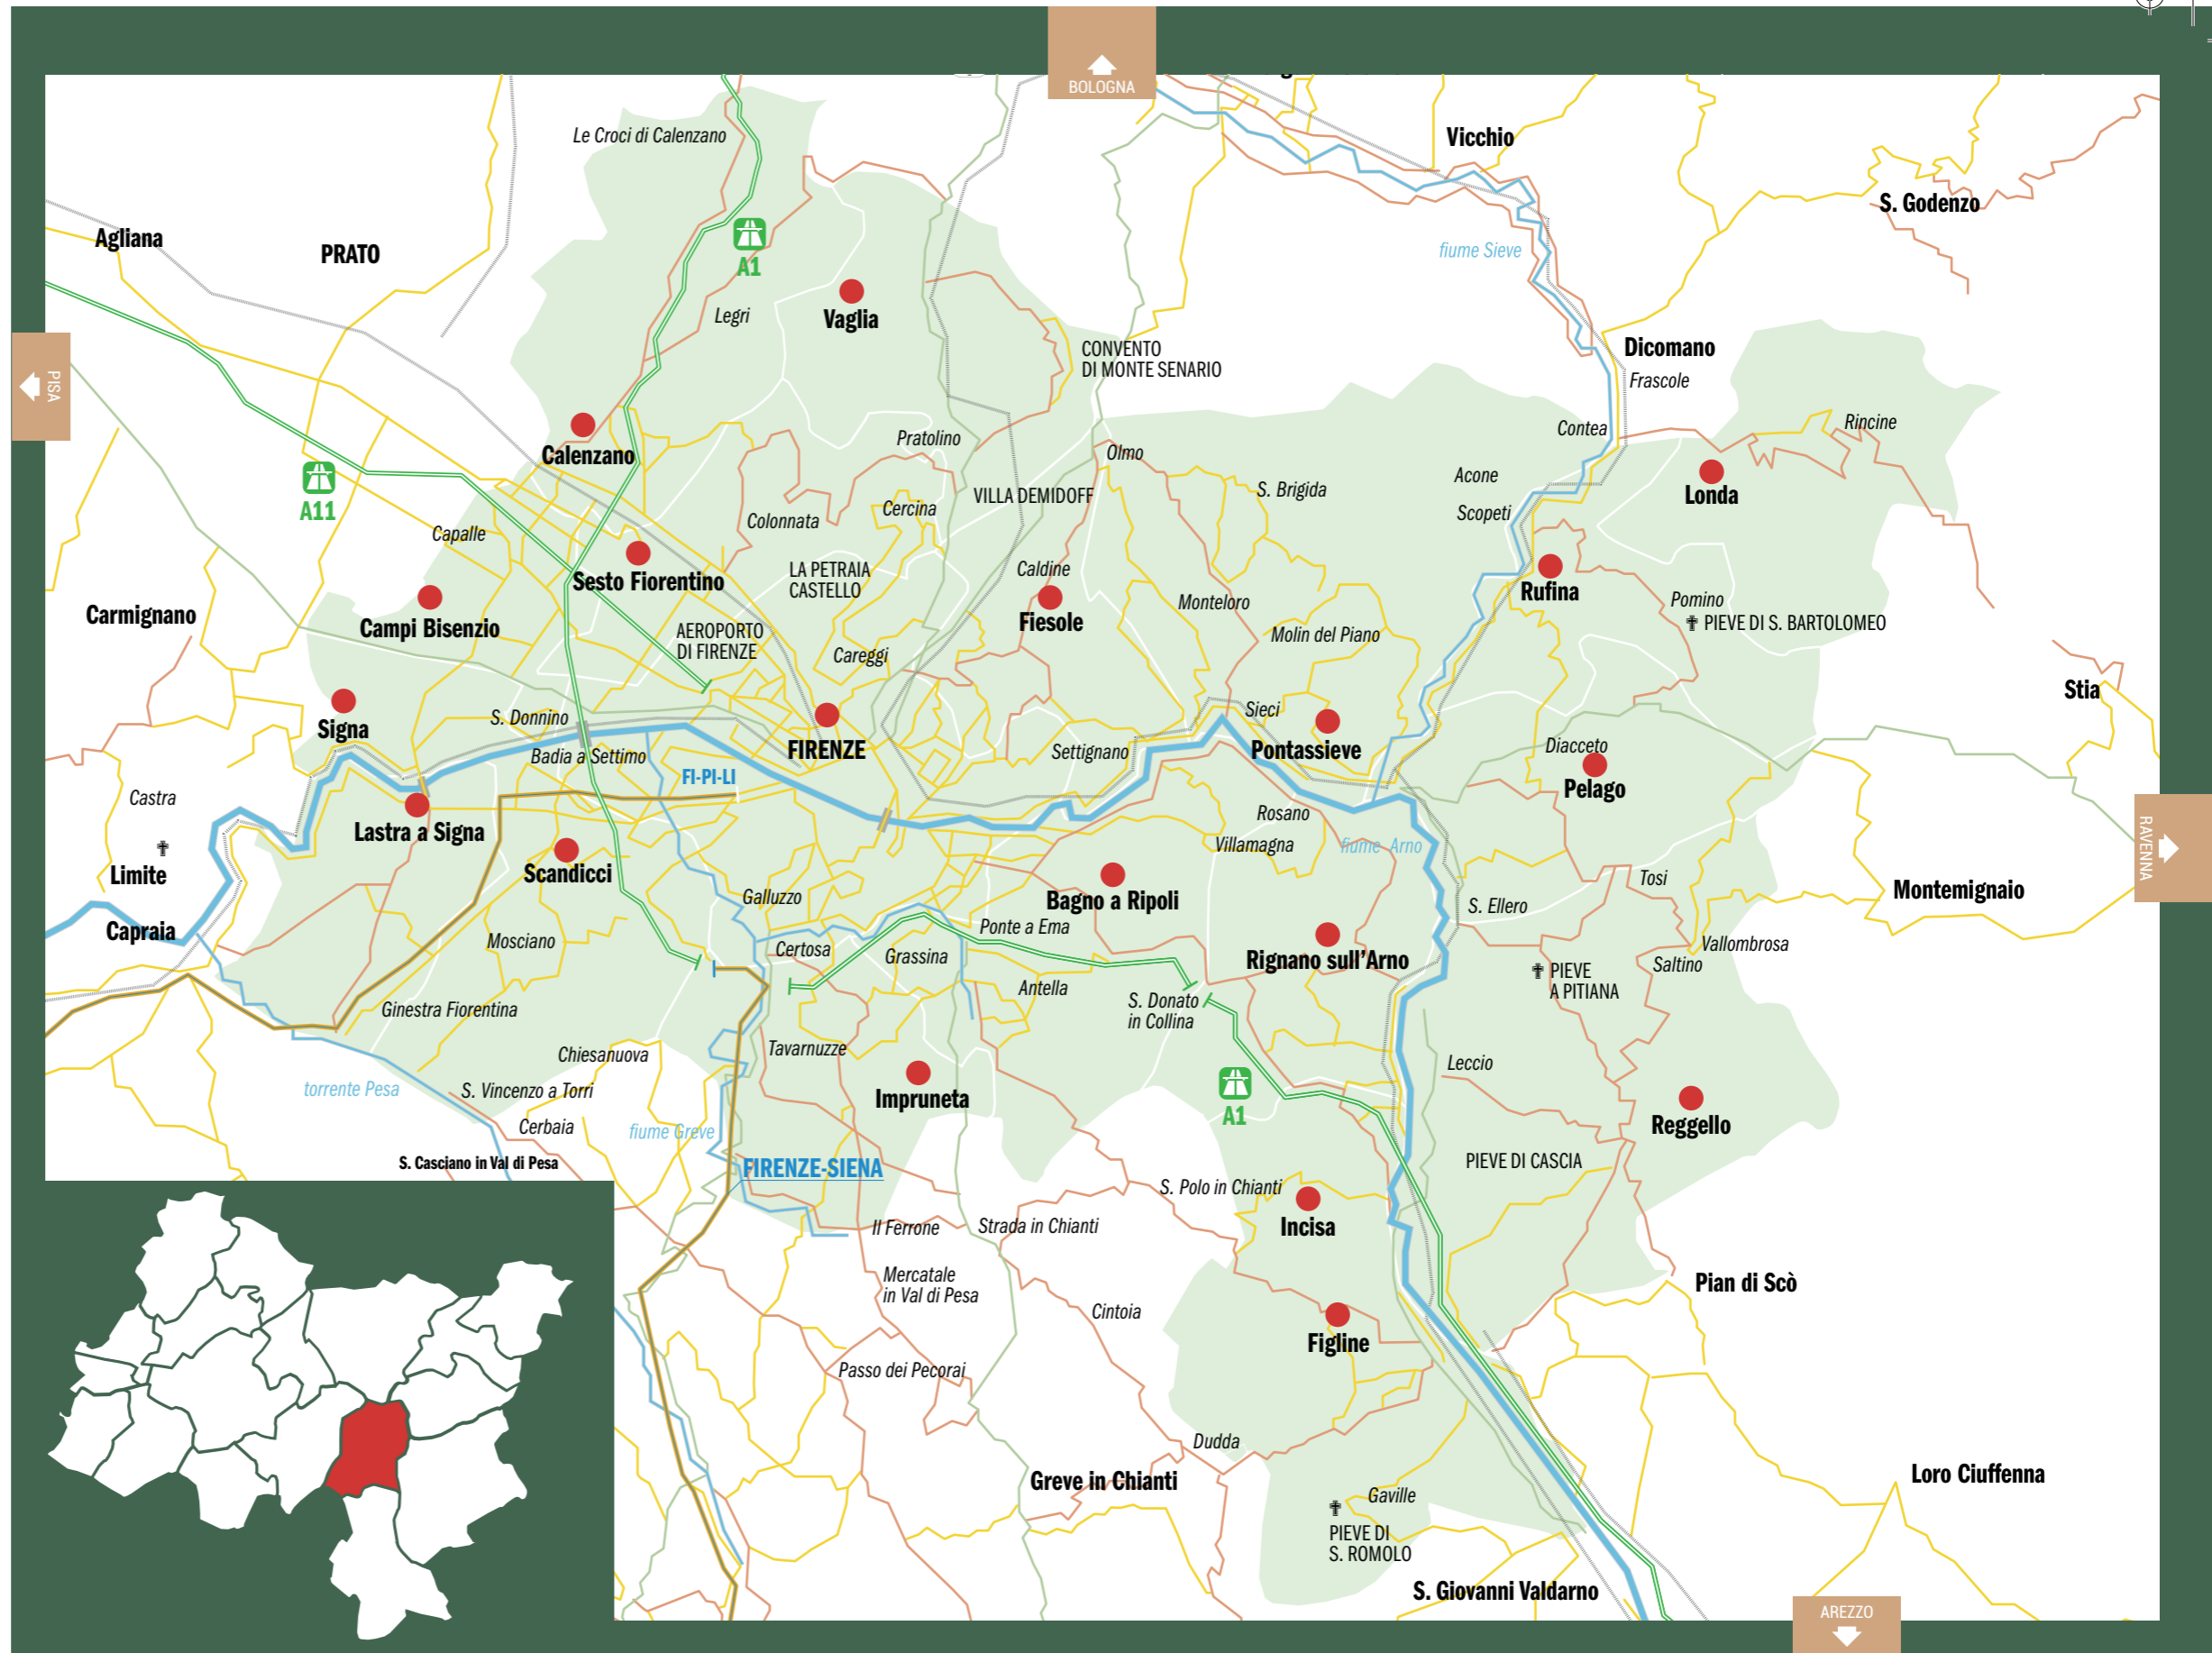 BOLOGNA
Le Croci di Calenzano
Vicchio
S. Godenzo
Agliana
PRATO
fiume Sieve
A1
Legri
Vaglia
CONVENTO
DI MONTE SENARIO
Dicomano
Frascole
PISA
Rincine
Contea
Pratolino
Calenzano
Olmo
Acone
Londa
S. Brigida
VILLA DEMIDOFF
A11
Cercina
Scopeti
Colonnata
Capalle
LA PETRAIA
CASTELLO
Caldine
Sesto Fiorentino
Rufina
Pomino
Monteloro
Carmignano
Campi Bisenzio
Fiesole
PIEVE DI S. BARTOLOMEO
AEROPORTO
DI FIRENZE
Molin del Piano
Careggi
Stia
Signa
S. Donnino
Sieci
FIRENZE
Settignano
Pontassieve
Diacceto
Badia a Settimo
FI-PI-LI
Pelago
Castra
Rosano
Lastra a Signa
Villamagna
fiume Arno
RAVENNA
Limite
Scandicci
Tosi
Montemignaio
Galluzzo
Bagno a Ripoli
S. Ellero
Capraia
Ponte a Ema
Mosciano
Certosa
Vallombrosa
Grassina
Rignano sull'Arno
Saltino
PIEVE
A PITIANA
Antella
S. Donato
in Collina
Ginestra Fiorentina
Chiesanuova
Tavarnuzze
Leccio
torrente Pesa
S. Vincenzo a Torri
Impruneta
A1
Reggello
Cerbaia
fiume Greve
S. Casciano in Val di Pesa
FIRENZE-SIENA
PIEVE DI CASCIA
S. Polo in Chianti
Il Ferrone
Strada in Chianti
Incisa
Mercatale
in Val di Pesa
Pian di Scò
Cintoia
Figline
Passo dei Pecorai
Dudda
Greve in Chianti
Loro Ciuffenna
Gaville
PIEVE DI
S. ROMOLO
S. Giovanni Valdarno
AREZZO